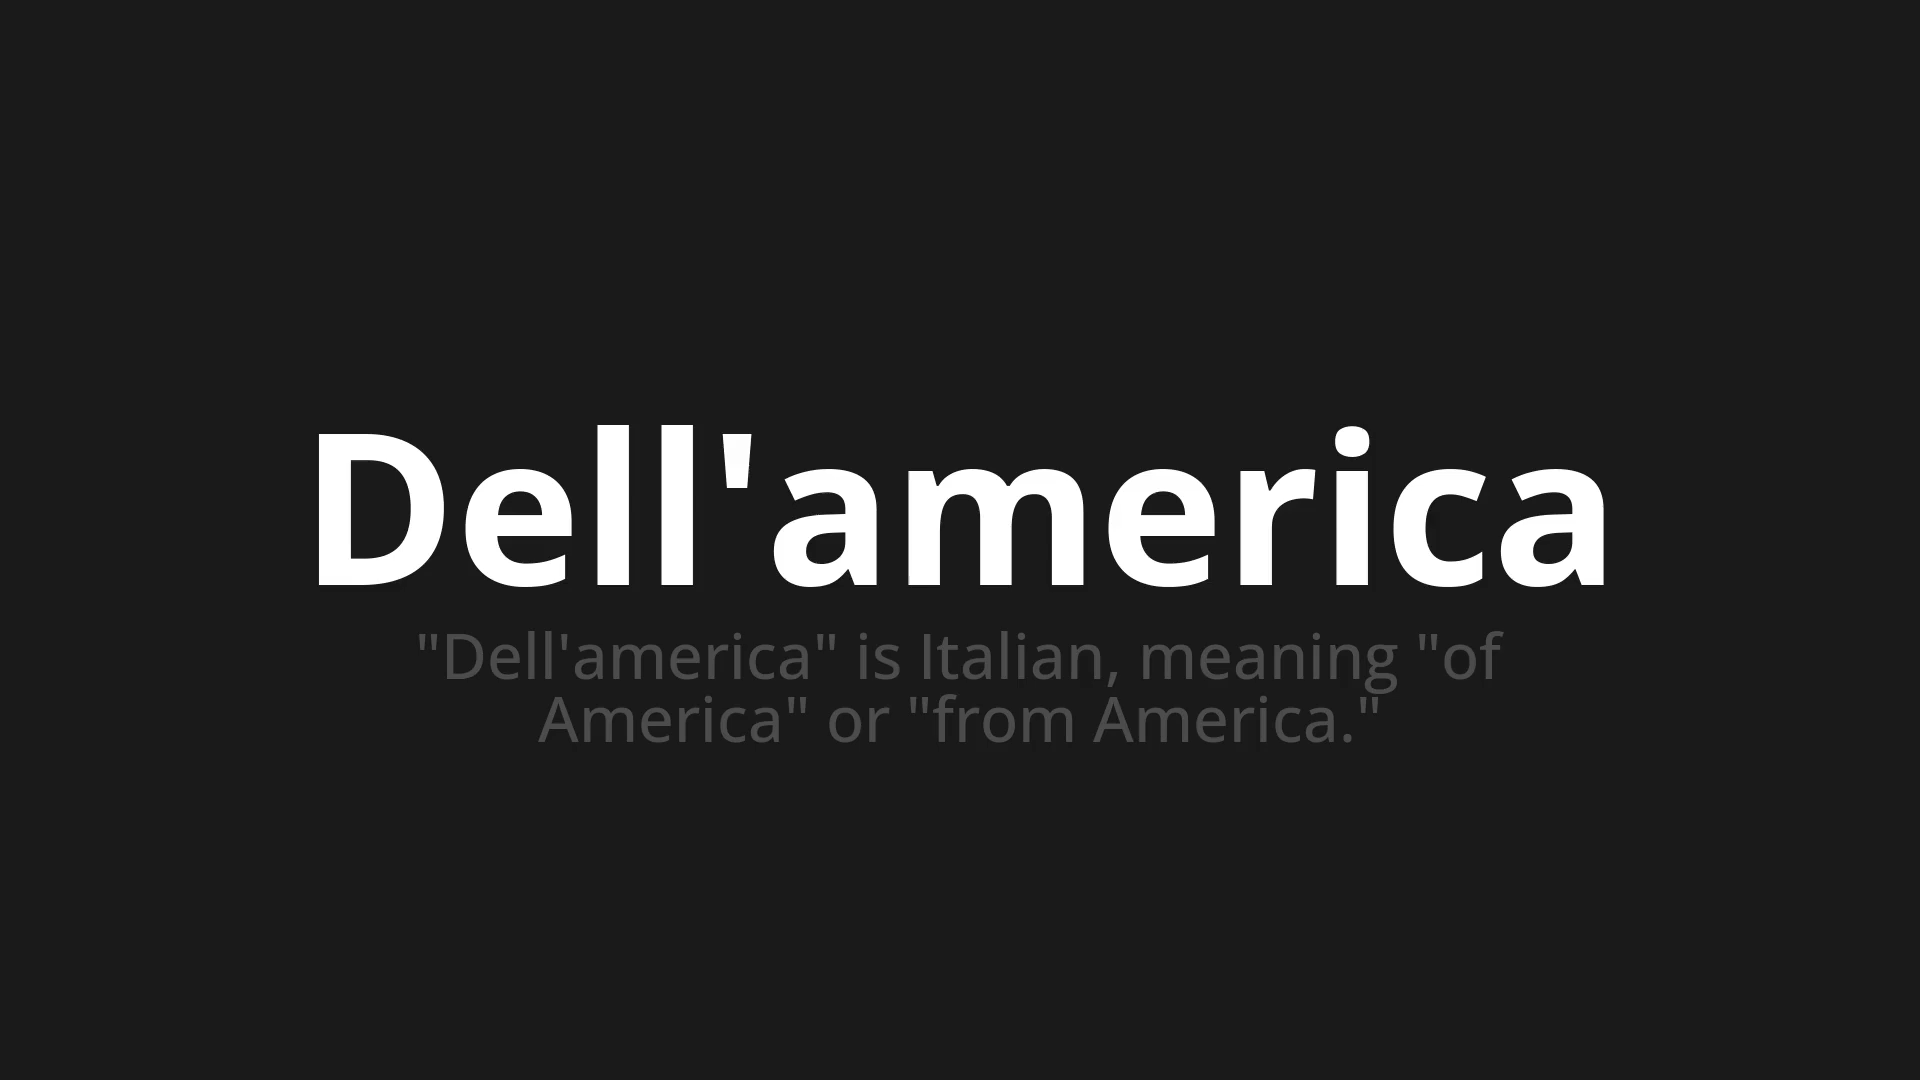 Dell'america
"Dell'america" is Italian, meaning "of
America" or "from America."